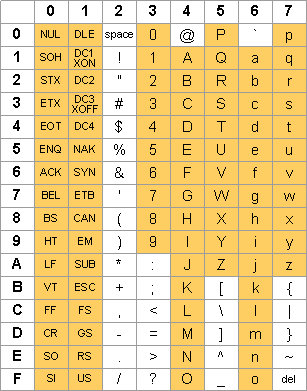 0 1 2 3 4 5 6 7
0 NUL DLE space 0 @ P ` p
1 SOH DC1 XON ! 1 A Q a q
2 STX DC2 " 2 B R b r
3 ETX DC3 XOFF # 3 C S c s
4 EOT DC4 $ 4 D T d t
5 ENQ NAK % 5 E U e u
6 ACK SYN & 6 F V f v
7 BEL ETB ' 7 G W g w
8 BS CAN ( 8 H X h x
9 HT EM ) 9 I Y i y
A LF SUB * : J Z j z
B VT ESC + ; K [ k {
C FF FS , < L \ l |
D CR GS - = M ] m }
E SO RS . > N ^ n ~
F SI US / ? O _ o del